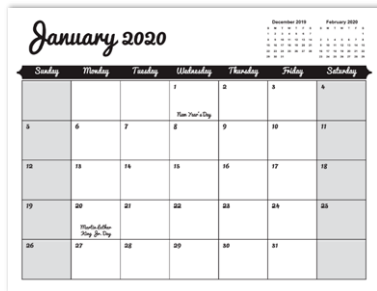 January 2020
December 2019
February 2020
Sunday Monday Tuesday Wednesday Thursday Friday Saturday
1 2 3 4
New Year's Day
5 6 7 8 9 10 11
12 13 14 15 16 17 18
19 20 21 22 23 24 25
Martin Luther
King Jr. Day
26 27 28 29 30 31